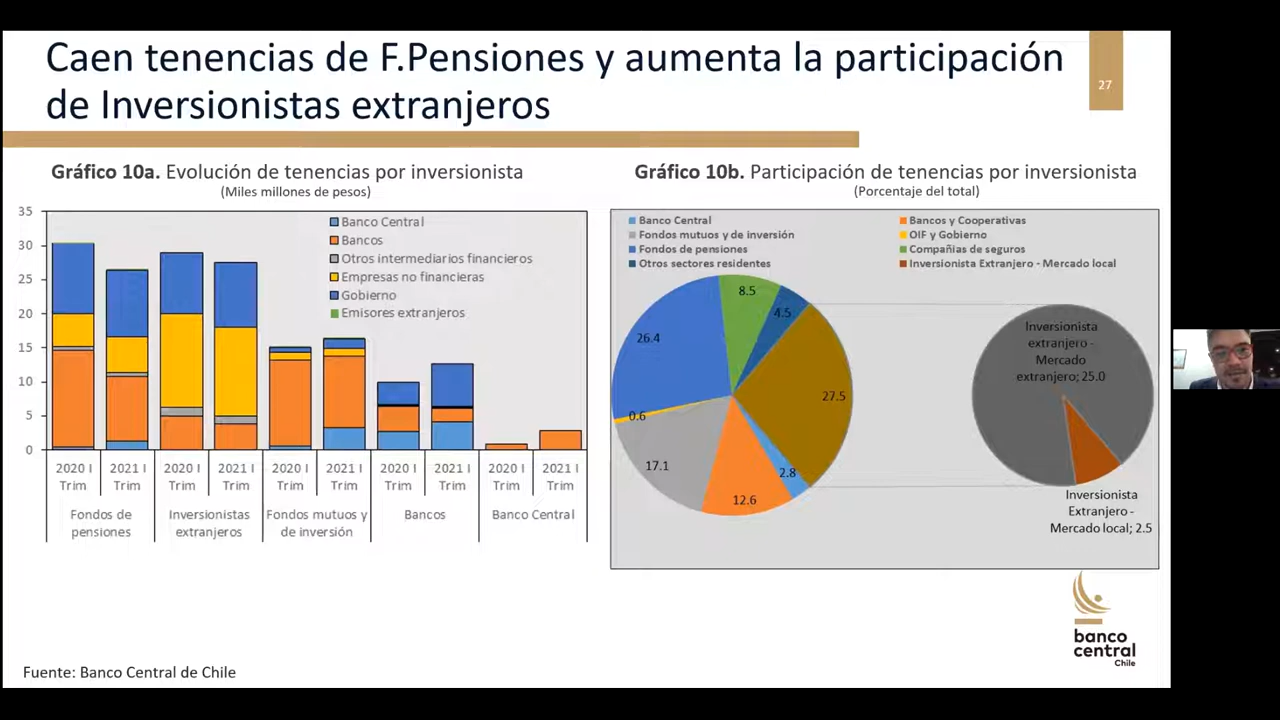 Caen tenencias de F.Pensiones y aumenta la participación
de Inversionistas extranjeros
27
Gráfico 10a. Evolución de tenencias por inversionista
(Miles millones de pesos)
35
30
25
20
15
10
5
0
Banco Central
Bancos
Otros intermediarios financieros
Empresas no financieras
Gobierno
Emisores extranjeros
2020 I 2021 I 2020 I 2021 I 2020 I 2021 I 2020 I 2021 I 2020 I 2021 I
Trim Trim Trim Trim Trim Trim Trim Trim Trim Trim
Fondos de Inversionistas Fondos mutuos y Bancos Banco Central
pensiones extranjeros de inversión
Gráfico 10b. Participación de tenencias por inversionista
(Porcentaje del total)
Banco Central Bancos y Cooperativas
Fondos mutuos y de inversión OIF y Gobierno
Fondos de pensiones Compañias de seguros
Otros sectores residentes Inversionista Extranjero - Mercado local
8.5
4.5
26.4
27.5
0.6
17.1
2.8
12.6
Inversionista
extranjero -
Mercado
extranjero; 25.0
Inversionista
Extranjero -
Mercado local; 2.5
banco
central
Chile
Fuente: Banco Central de Chile